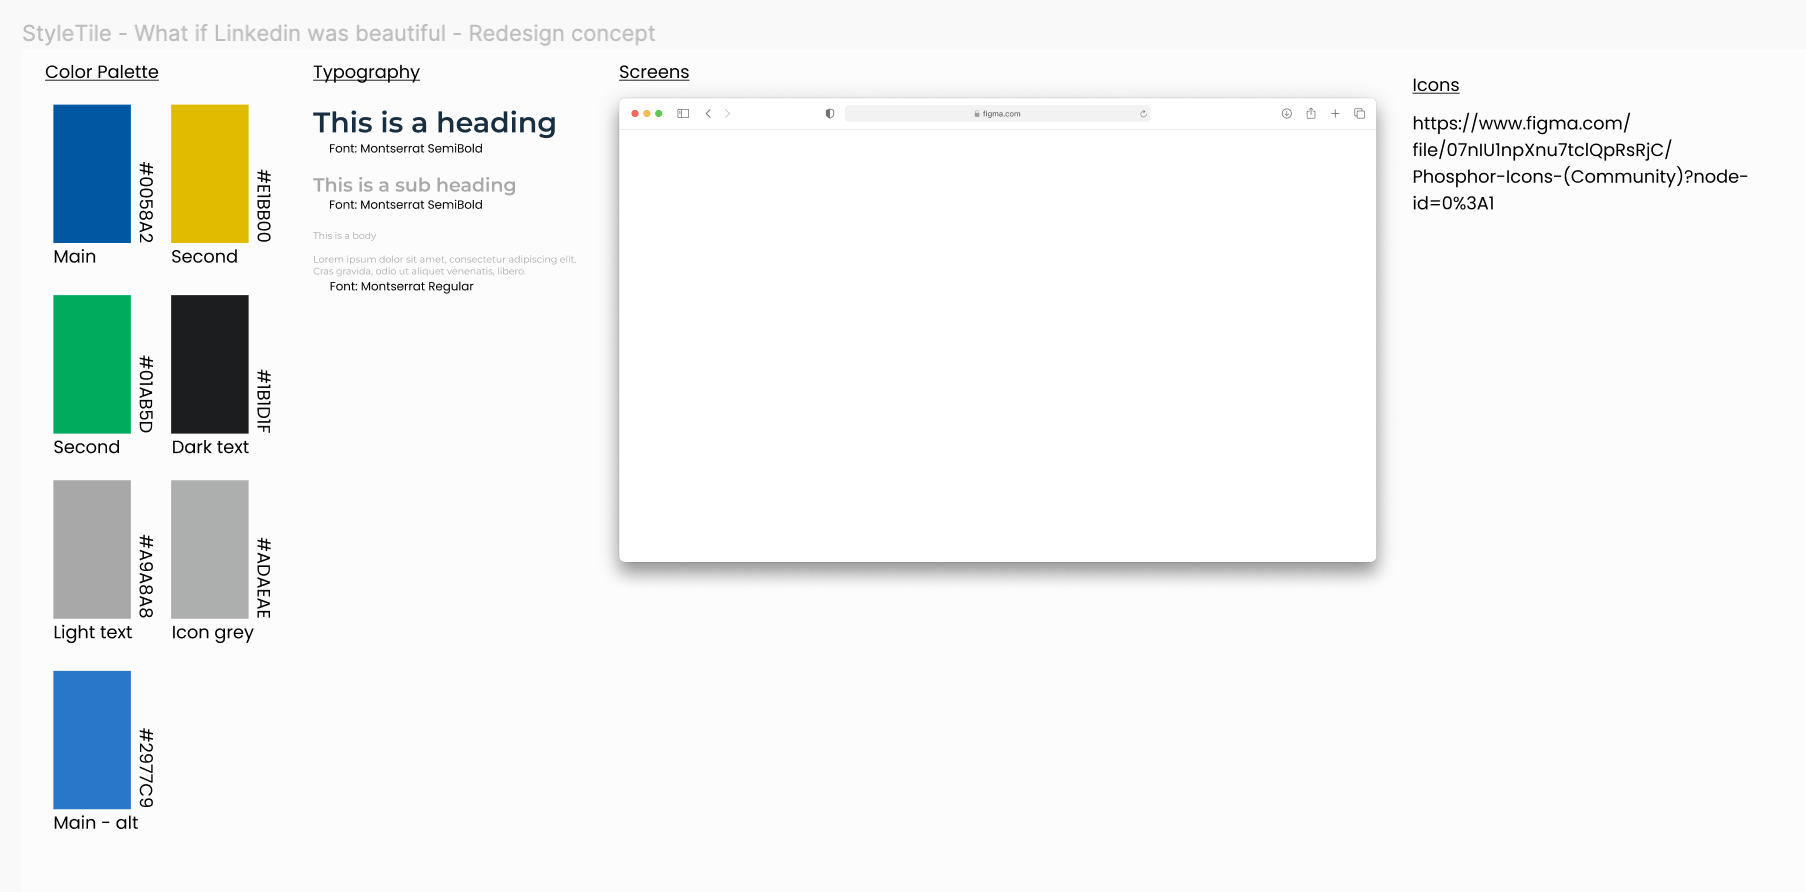 StyleTile - What if Linkedin was beautiful - Redesign concept
Color Palette
#0058A2
Main
#E1BB00
Second
#01AB5D
Second
#1B1D1F
Dark text
#A9A8A8
Light text
#ADAEAE
Icon grey
#2977C9
Main - alt
Typography
This is a heading
Font: Montserrat SemiBold
This is a sub heading
Font: Montserrat SemiBold
This is a body
Lorem ipsum dolor sit amet, consectetur adipiscing elit.
Cras gravida, odio ut aliquet venenatis, libero.
Font: Montserrat Regular
Screens
figma.com
Icons
https://www.figma.com/
file/07nIU1npXnu7tclQpRsRjC/
Phosphor-Icons-(Community)?node-
id=0%3A1